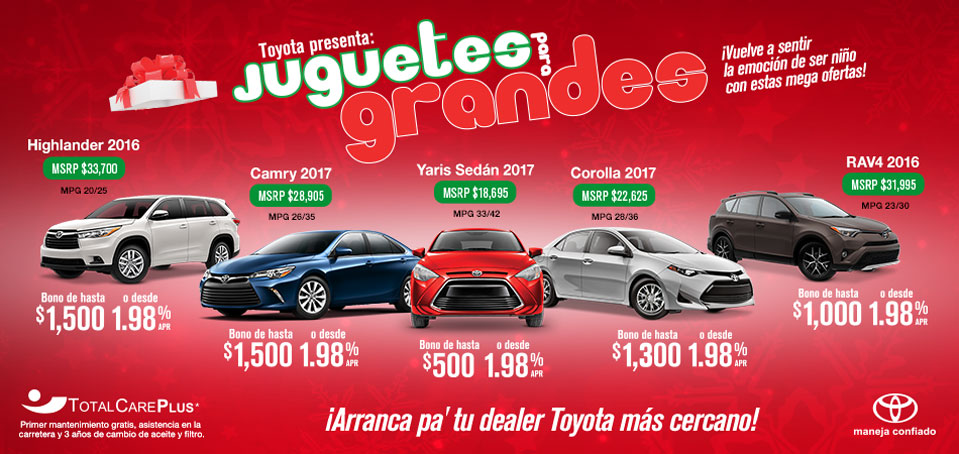 Toyota presenta:
Juguetes
para
grandes
¡Vuelve a sentir
la emoción de ser niño
con estas mega ofertas!
Highlander 2016
MSRP $33,700
MPG 20/25
Bono de hasta o desde
$1,500 1.98% APR
Camry 2017
MSRP $28,905
MPG 26/35
Bono de hasta o desde
$1,500 1.98% APR
Yaris Sedán 2017
MSRP $18,695
MPG 33/42
Bono de hasta o desde
$500 1.98% APR
Corolla 2017
MSRP $22,625
MPG 28/36
Bono de hasta o desde
$1,300 1.98% APR
RAV4 2016
MSRP $31,995
MPG 23/30
Bono de hasta o desde
$1,000 1.98% APR
TOTALCAREPLUS*
Primer mantenimiento gratis, asistencia en la
carretera y 3 años de cambio de aceite y filtro.
¡Arranca pa' tu dealer Toyota más cercano!
maneja confiado